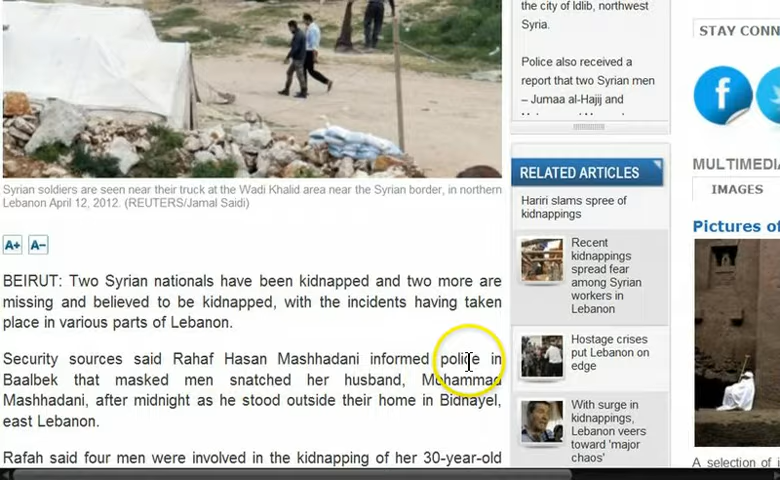 the city of Idlib, northwest
Syria.
Police also received a
report that two Syrian men
– Jumaa al-Hajij and
STAY CONN
f
Syrian soldiers are seen near their truck at the Wadi Khalid area near the Syrian border, in northern
Lebanon April 12, 2012. (REUTERS/Jamal Saidi)
A+ A-
BEIRUT: Two Syrian nationals have been kidnapped and two more are
missing and believed to be kidnapped, with the incidents having taken
place in various parts of Lebanon.
Security sources said Rahaf Hasan Mashhadani informed police in
Baalbek that masked men snatched her husband, Mohammad
Mashhadani, after midnight as he stood outside their home in Bidnayel,
east Lebanon.
Rafah said four men were involved in the kidnapping of her 30-year-old
RELATED ARTICLES
Hariri slams spree of
kidnappings
Recent
kidnappings
spread fear
among Syrian
workers in
Lebanon
Hostage crises
put Lebanon on
edge
With surge in
kidnappings,
Lebanon veers
toward 'major
chaos'
MULTIMEDIA
IMAGES
Pictures of
A selection of i